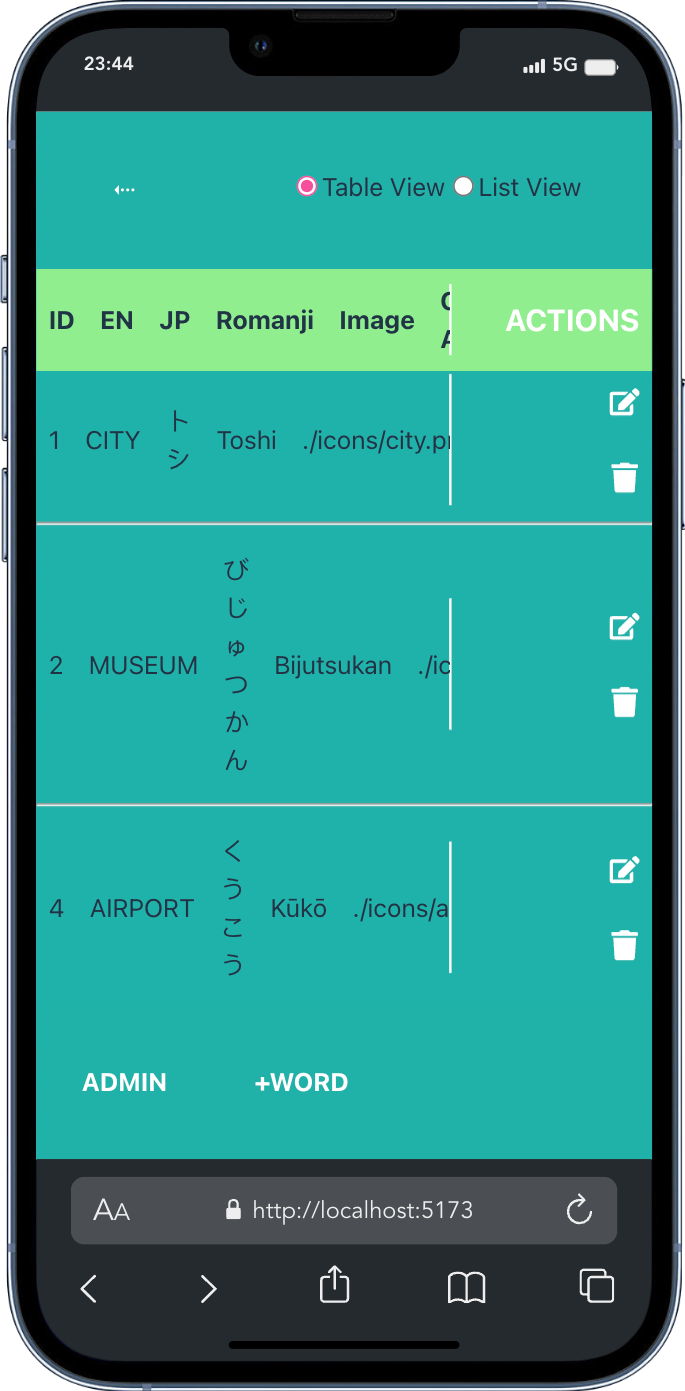 23:44
5G
Table View
List View
ID EN JP Romanji Image ACTIONS
1 CITY トシ Toshi ./icons/city.p
2 MUSEUM びじゅつかん Bijutsukan ./ic
4 AIRPORT くうこう Kūkō ./icons/a
ADMIN +WORD
AA http://localhost:5173